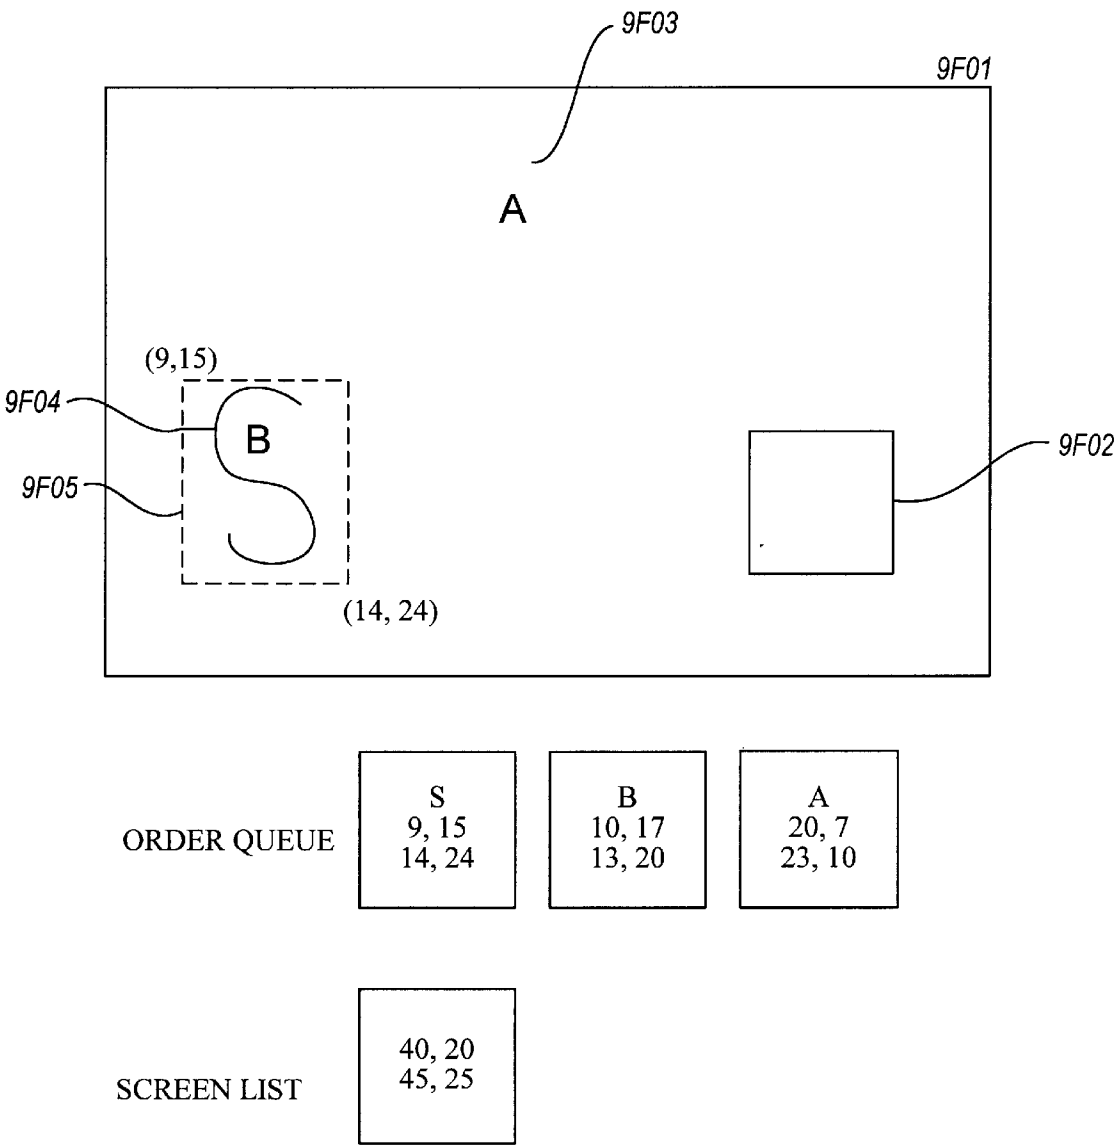 9F03
9F01
A
(9,15)
9F04
B
9F02
9F05
(14, 24)
ORDER QUEUE
S
9, 15
14, 24
B
10, 17
13, 20
A
20, 7
23, 10
SCREEN LIST
40, 20
45, 25